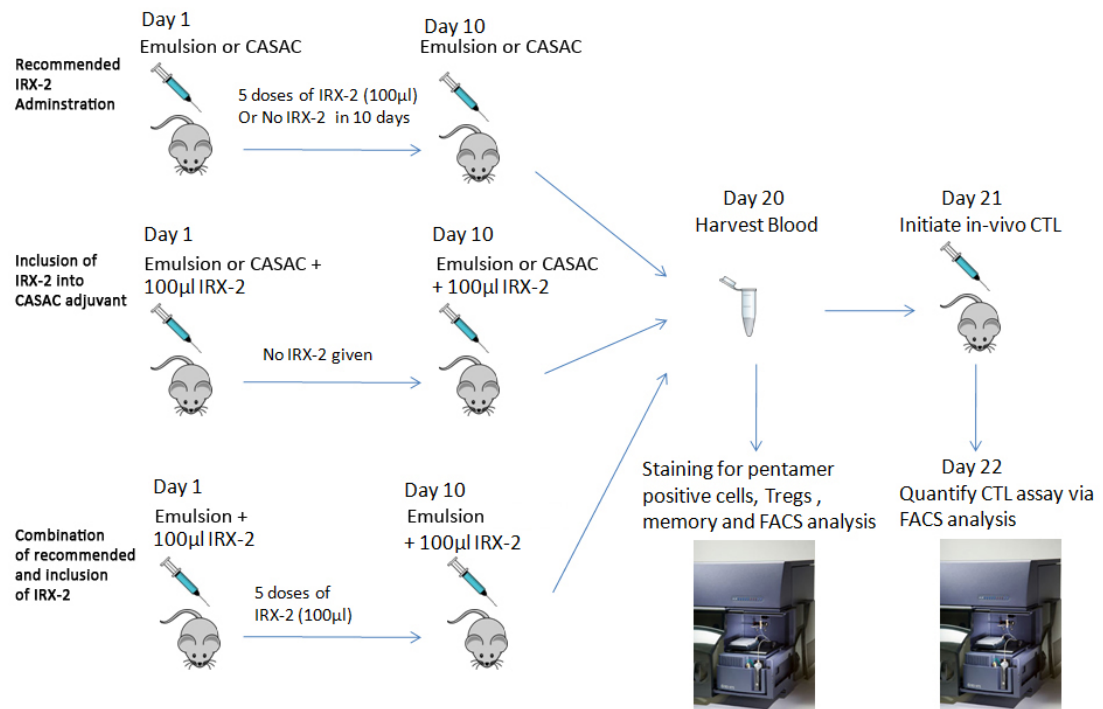 Recommended
IRX-2
Adminstration
Day 1
Emulsion or CASAC
5 doses of IRX-2 (100µl)
Or No IRX-2 in 10 days
Day 10
Emulsion or CASAC
Inclusion of
IRX-2 into
CASAC adjuvant
Day 1
Emulsion or CASAC +
100µl IRX-2
No IRX-2 given
Day 10
Emulsion or CASAC
+ 100µl IRX-2
Combination
of recommended
and inclusion
of IRX-2
Day 1
Emulsion +
100µl IRX-2
5 doses of
IRX-2 (100µl)
Day 10
Emulsion
+ 100µl IRX-2
Day 20
Harvest Blood
Day 21
Initiate in-vivo CTL
Staining for pentamer
positive cells, Tregs ,
memory and FACS analysis
Day 22
Quantify CTL assay via
FACS analysis